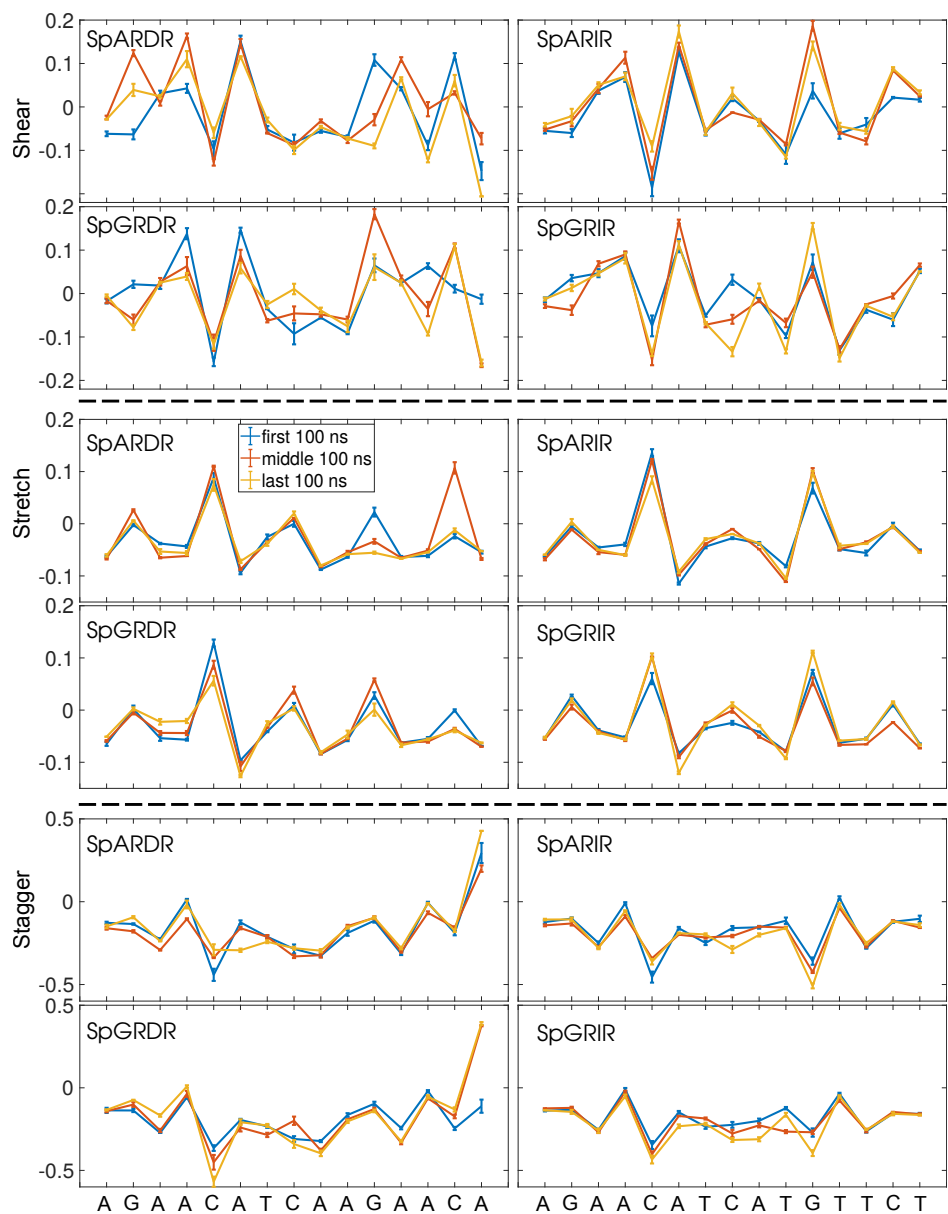 SpARDR
SpARIR
0.2
0.1
0
-0.1
Shear
SpGRDR
SpGRIR
0.2
0.1
0
-0.1
-0.2
SpARDR
SpARIR
first 100 ns
middle 100 ns
last 100 ns
0.2
0.1
0
-0.1
Stretch
SpGRDR
SpGRIR
0.2
0.1
0
-0.1
SpARDR
SpARIR
0.5
0
-0.5
Stagger
SpGRDR
SpGRIR
0.5
0
-0.5
A G A A C A T C A A G A A C A
A G A A C A T C A T G T T C T